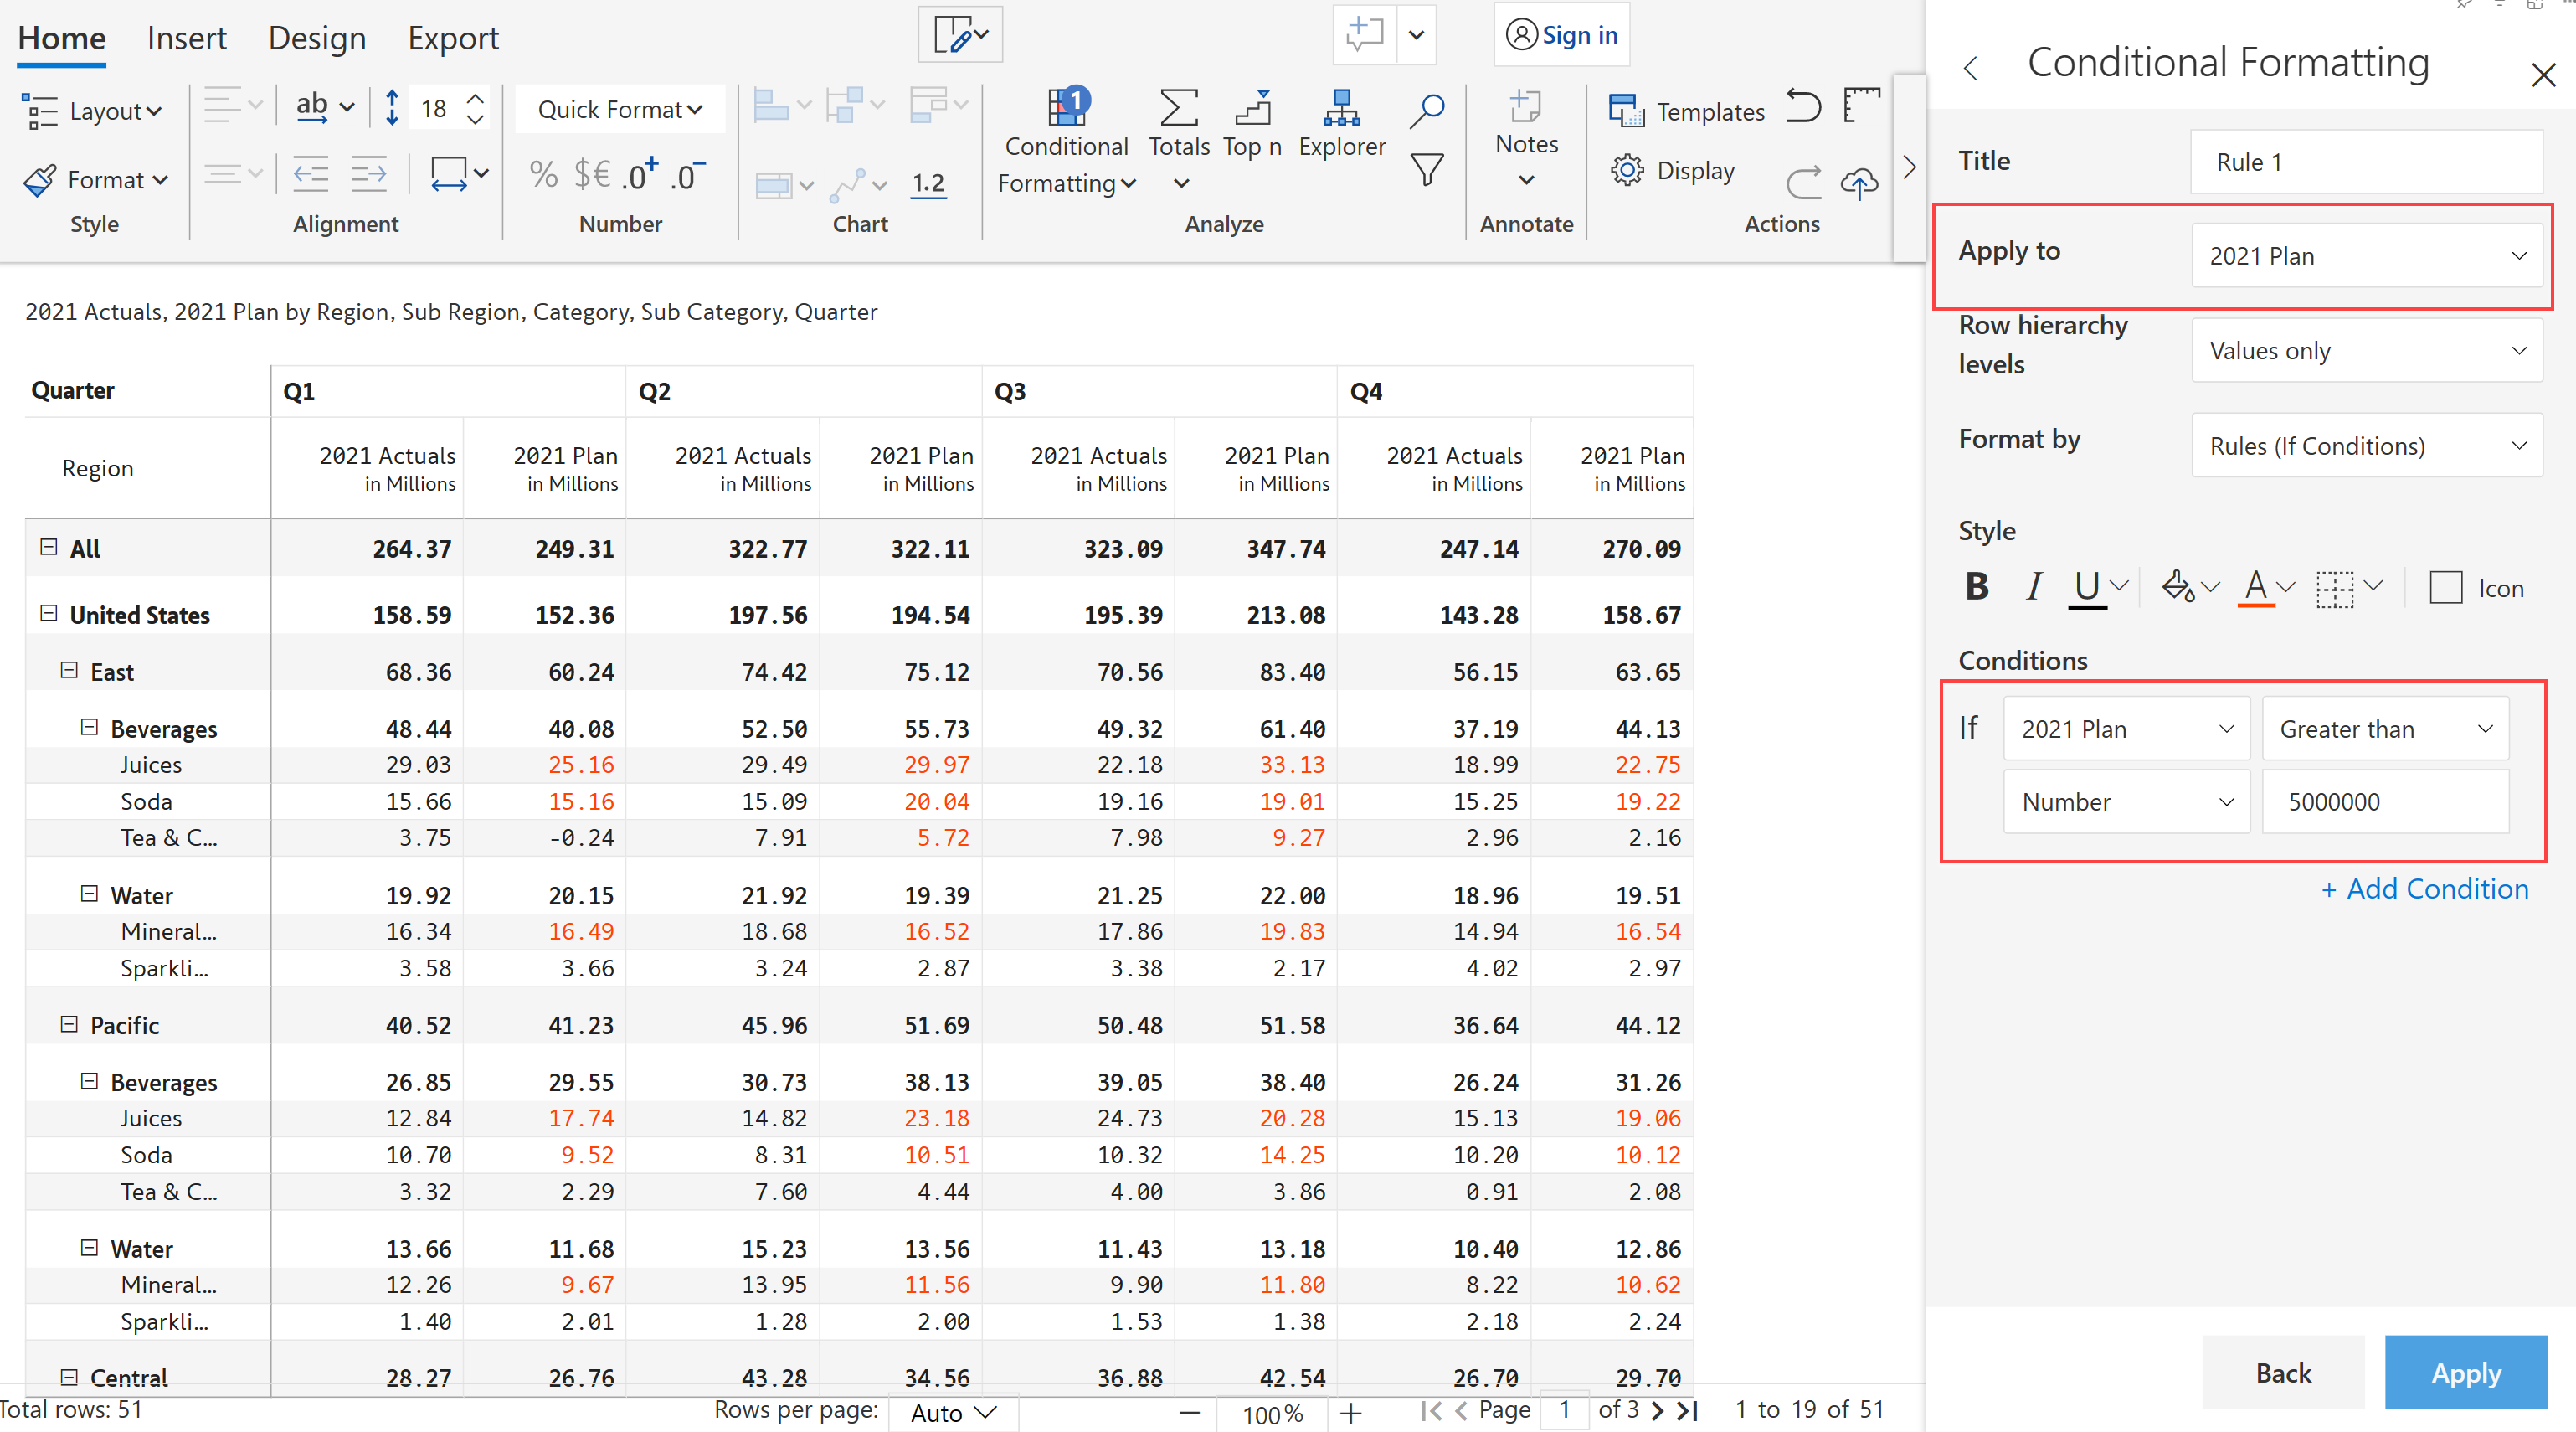 Home Insert Design Export
Sign in
Layout
ab
18
Quick Format
Conditional Formatting
1
Totals
Top n
Explorer
Notes
Templates
Format
% $€ .0+ .0−
1.2
Display
Style
Alignment
Number
Chart
Analyze
Annotate
Actions
2021 Actuals, 2021 Plan by Region, Sub Region, Category, Sub Category, Quarter
Quarter Q1 Q2 Q3 Q4
Region 2021 Actuals 2021 Plan 2021 Actuals 2021 Plan 2021 Actuals 2021 Plan 2021 Actuals 2021 Plan
in Millions in Millions in Millions in Millions in Millions in Millions in Millions in Millions
All 264.37 249.31 322.77 322.11 323.09 347.74 247.14 270.09
United States 158.59 152.36 197.56 194.54 195.39 213.08 143.28 158.67
East 68.36 60.24 74.42 75.12 70.56 83.40 56.15 63.65
Beverages 48.44 40.08 52.50 55.73 49.32 61.40 37.19 44.13
Juices 29.03 25.16 29.49 29.97 22.18 33.13 18.99 22.75
Soda 15.66 15.16 15.09 20.04 19.16 19.01 15.25 19.22
Tea & C... 3.75 -0.24 7.91 5.72 7.98 9.27 2.96 2.16
Water 19.92 20.15 21.92 19.39 21.25 22.00 18.96 19.51
Mineral... 16.34 16.49 18.68 16.52 17.86 19.83 14.94 16.54
Sparkli... 3.58 3.66 3.24 2.87 3.38 2.17 4.02 2.97
Pacific 40.52 41.23 45.96 51.69 50.48 51.58 36.64 44.12
Beverages 26.85 29.55 30.73 38.13 39.05 38.40 26.24 31.26
Juices 12.84 17.74 14.82 23.18 24.73 20.28 15.13 19.06
Soda 10.70 9.52 8.31 10.51 10.32 14.25 10.20 10.12
Tea & C... 3.32 2.29 7.60 4.44 4.00 3.86 0.91 2.08
Water 13.66 11.68 15.23 13.56 11.43 13.18 10.40 12.86
Mineral... 12.26 9.67 13.95 11.56 9.90 11.80 8.22 10.62
Sparkli... 1.40 2.01 1.28 2.00 1.53 1.38 2.18 2.24
Central 28.27 26.76 43.28 34.56 36.88 42.54 26.70 29.70
Total rows: 51 Rows per page: Auto 100% Page 1 of 3 1 to 19 of 51
Conditional Formatting
Title Rule 1
Apply to 2021 Plan
Row hierarchy levels Values only
Format by Rules (If Conditions)
Style
B I U A Icon
Conditions
If 2021 Plan Greater than
Number 5000000
+ Add Condition
Back Apply